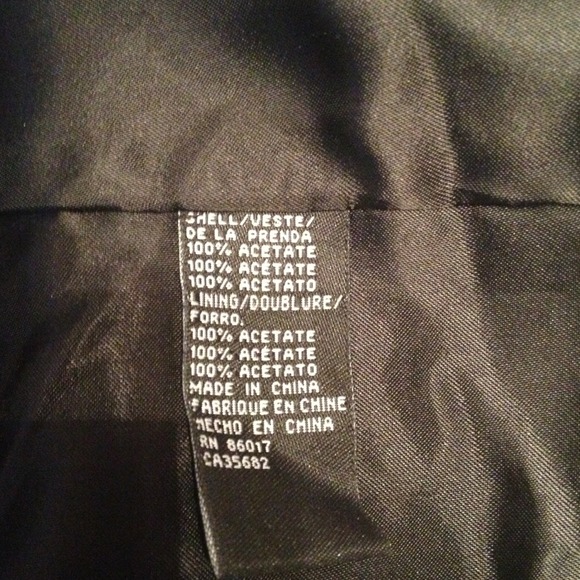 SHELL/VESTE/
DE LA PRENDA
100% ACETATE
100% ACÉTATE
100% ACETATO
LINING/DOUBLURE/
FORRO,
100% ACETATE
100% ACÉTATE
100% ACETATO
MADE IN CHINA
FABRIQUE EN CHINE
HECHO EN CHINA
RN 86017
CA35682